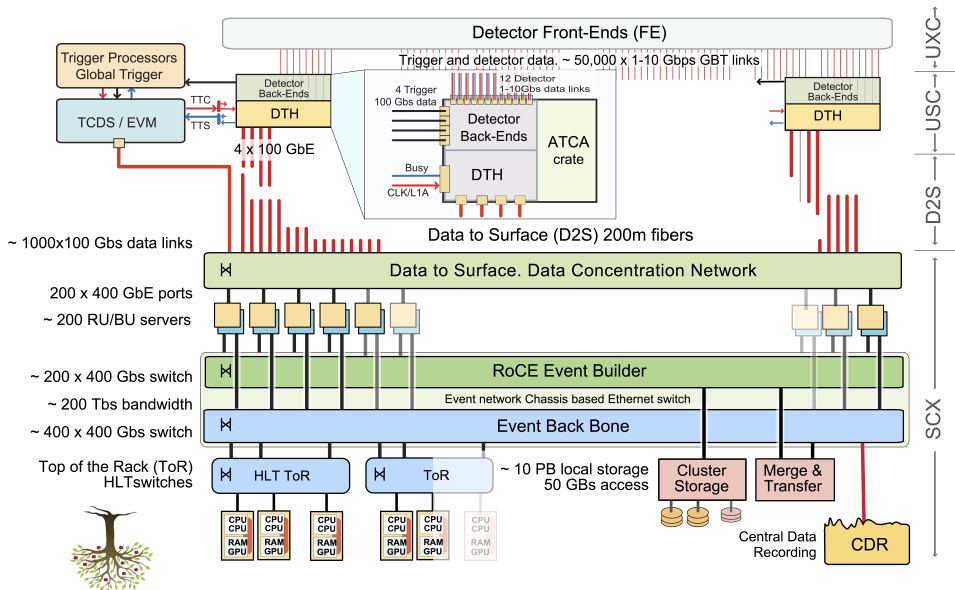 Detector Front-Ends (FE)
Trigger and detector data. ~ 50,000 x 1-10 Gbps GBT links
UXC
Trigger Processors
Global Trigger
TCDS / EVM
TTC
TTS
Detector
Back-Ends
DTH
4 x 100 GbE
4 Trigger
100 Gbs data
12 Detector
1-10Gbs data links
Detector
Back-Ends
DTH
ATCA
crate
Busy
CLK/L1A
Detector
Back-Ends
DTH
USC
D2S
Data to Surface (D2S) 200m fibers
~ 1000x100 Gbs data links
Data to Surface. Data Concentration Network
200 x 400 GbE ports
~ 200 RU/BU servers
RoCE Event Builder
~ 200 x 400 Gbs switch
~ 200 Tbs bandwidth
Event network Chassis based Ethernet switch
~ 400 x 400 Gbs switch
Event Back Bone
SCX
Top of the Rack (ToR)
HLTswitches
HLT ToR
ToR
~ 10 PB local storage
50 GBs access
Cluster
Storage
Merge &
Transfer
CPU
CPU
RAM
GPU
CPU
CPU
RAM
GPU
CPU
CPU
RAM
GPU
CPU
CPU
RAM
GPU
CPU
CPU
RAM
GPU
CPU
CPU
RAM
GPU
Central Data
Recording
CDR